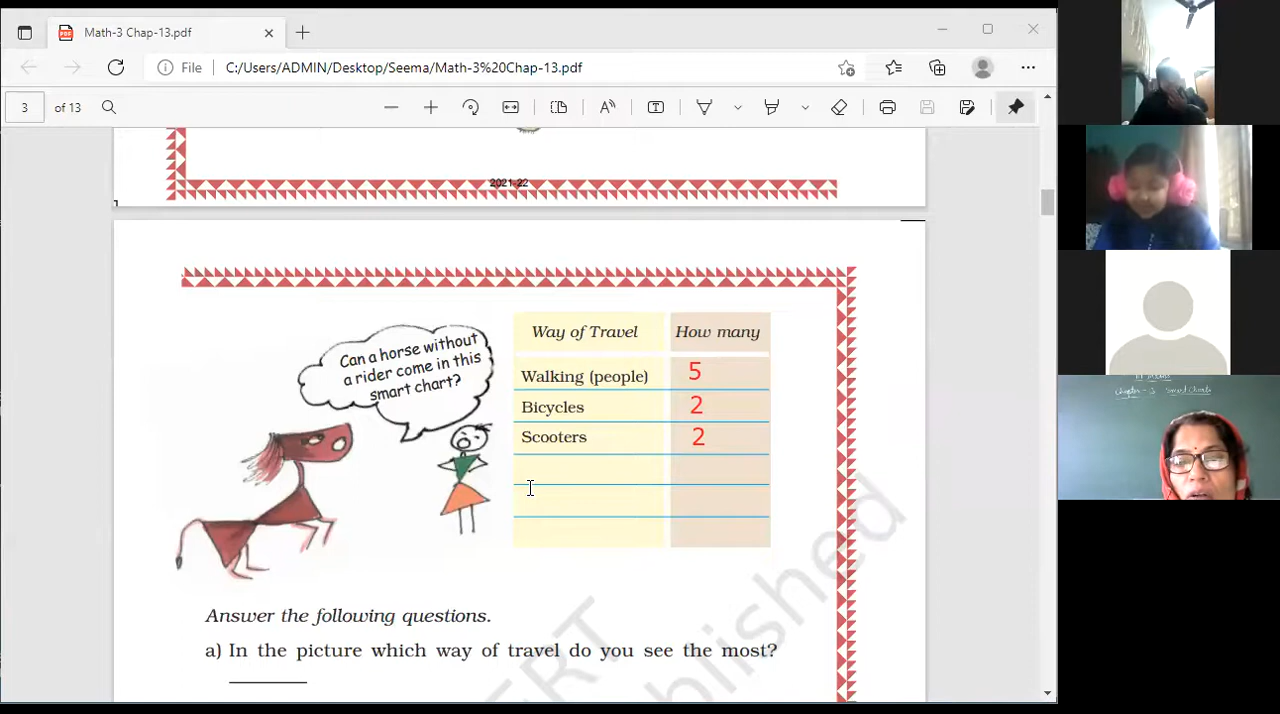 Math-3 Chap-13.pdf
File C:/Users/ADMIN/Desktop/Seema/Math-3%20Chap-13.pdf
3 of 13
2021-22
Can a horse without
a rider come in this
smart chart?
Way of Travel How many
Walking (people) 5
Bicycles 2
Scooters 2
Answer the following questions.
a) In the picture which way of travel do you see the most?
Smart Charts